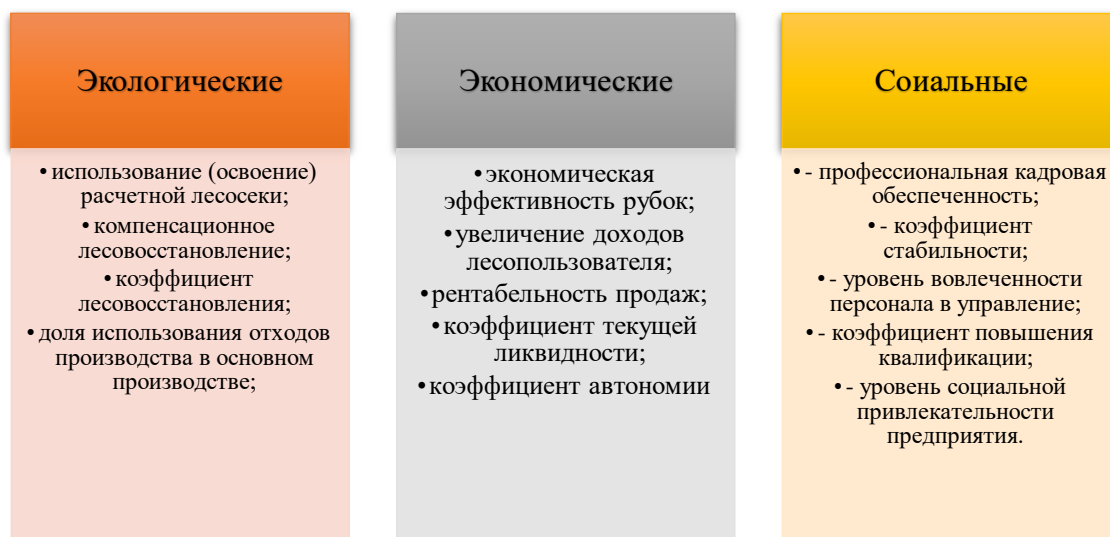 Экологические
• использование (освоение)
расчетной лесосеки;
• компенсационное
лесовосстановление;
• коэффициент
лесовосстановления;
• доля использования отходов
производства в основном
производстве;
Экономические
• экономическая
эффективность рубок;
• увеличение доходов
лесопользователя;
• рентабельность продаж;
• коэффициент текущей
ликвидности;
• коэффициент автономии
Соиальные
• - профессиональная кадровая
обеспеченность;
• - коэффициент
стабильности;
• - уровень вовлеченности
персонала в управление;
• - коэффициент повышения
квалификации;
• - уровень социальной
привлекательности
предприятия.